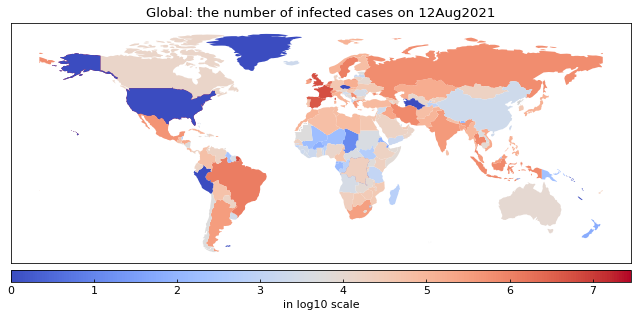 Global: the number of infected cases on 12Aug2021
0 1 2 3 4 5 6 7
in log10 scale